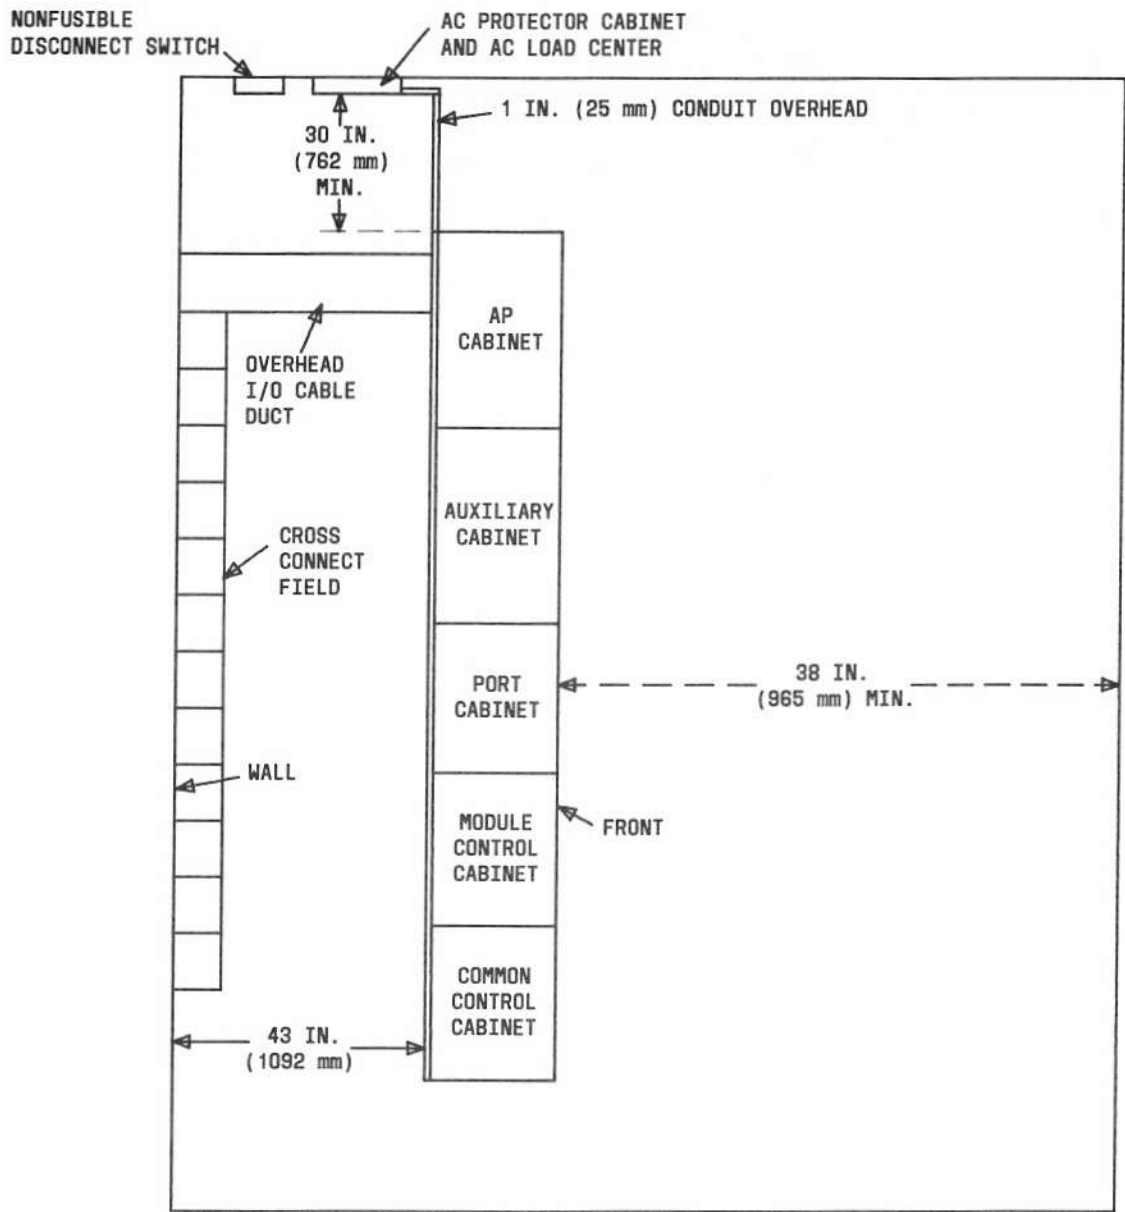 NONFUSIBLE
DISCONNECT SWITCH
AC PROTECTOR CABINET
AND AC LOAD CENTER
1 IN. (25 mm) CONDUIT OVERHEAD
30 IN.
(762 mm)
MIN.
AP
CABINET
OVERHEAD
I/O CABLE
DUCT
AUXILIARY
CABINET
CROSS
CONNECT
FIELD
PORT
CABINET
38 IN.
(965 mm) MIN.
WALL
MODULE
CONTROL
CABINET
FRONT
COMMON
CONTROL
CABINET
43 IN.
(1092 mm)